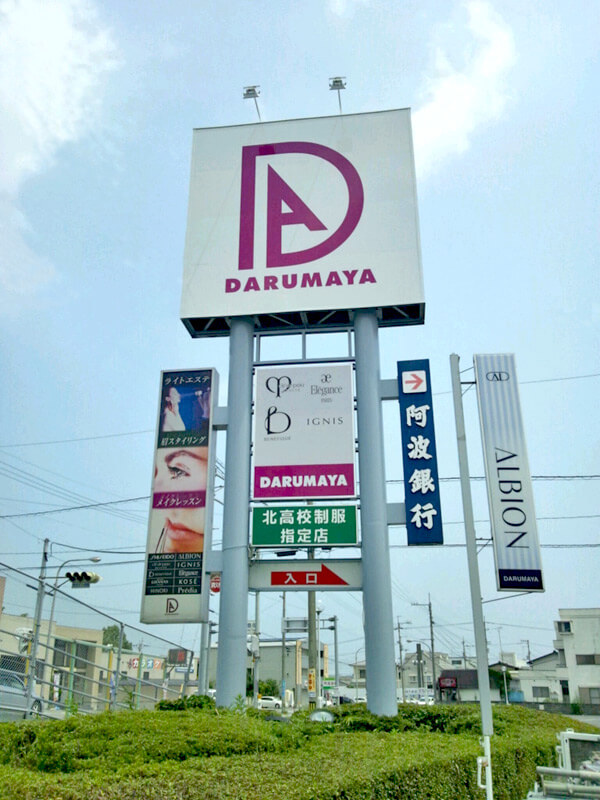 DARUMAYA
ライトエステ
眉スタイリング
メイクレッスン
SHISEIDO
ALBION
IGNIS
Elégance
KOSÉ
Prédia
Elégance
IGNIS
DARUMAYA
北高校制服
指定店
入口
阿波銀行
ALBION
DARUMAYA